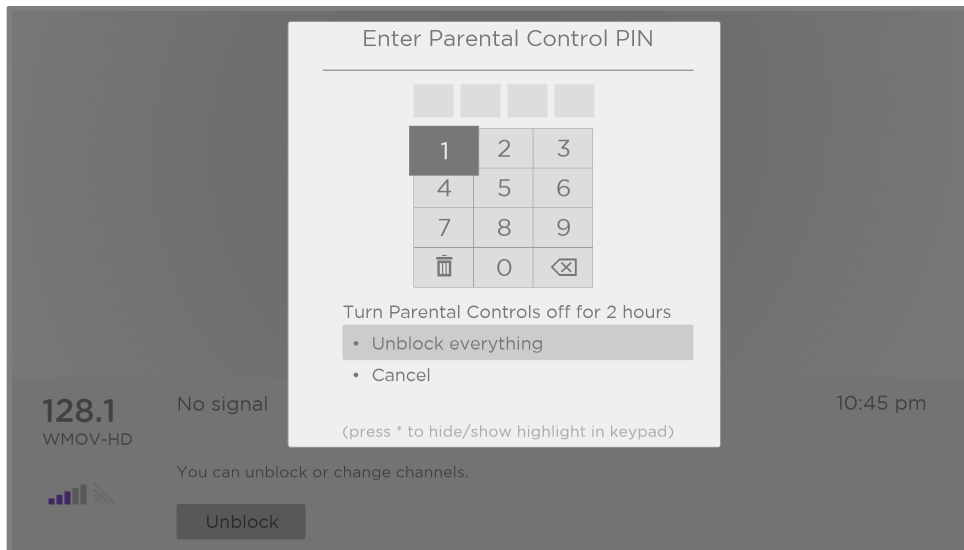 Enter Parental Control PIN
1 2 3
4 5 6
7 8 9
0
Turn Parental Controls off for 2 hours
• Unblock everything
• Cancel
(press * to hide/show highlight in keypad)
128.1 No signal 10:45 pm
WMOV-HD
You can unblock or change channels.
Unblock